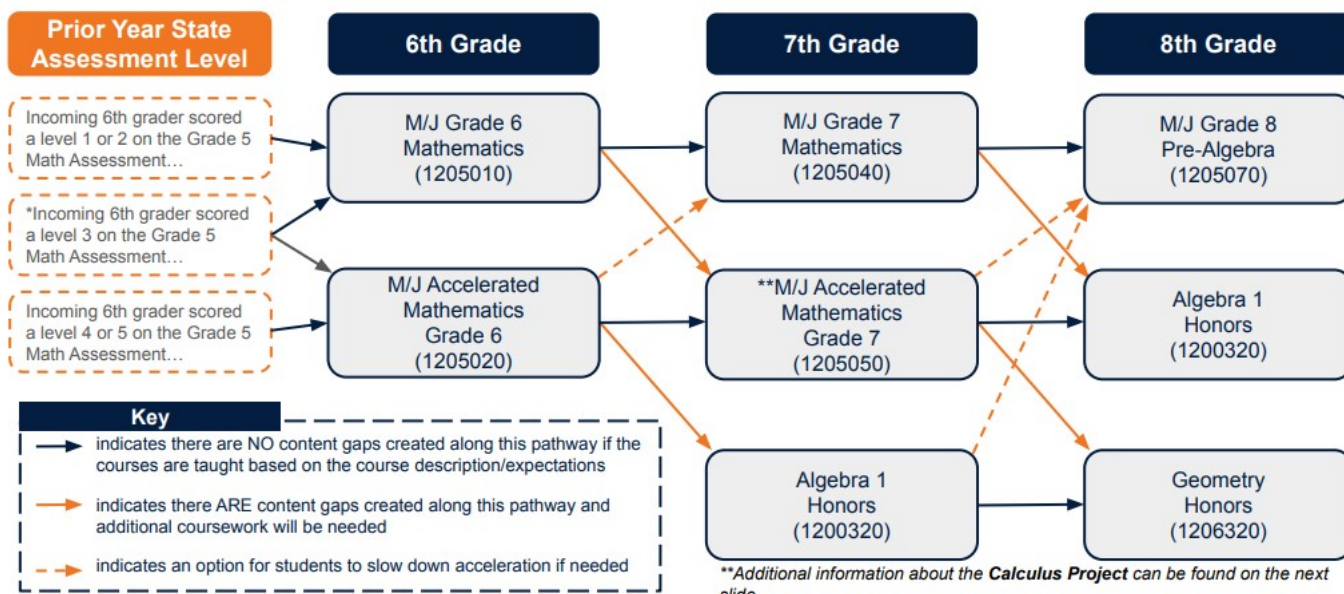 Prior Year State
Assessment Level
6th Grade
7th Grade
8th Grade
Incoming 6th grader scored
a level 1 or 2 on the Grade 5
Math Assessment…
M/J Grade 6
Mathematics
(1205010)
M/J Grade 7
Mathematics
(1205040)
M/J Grade 8
Pre-Algebra
(1205070)
*Incoming 6th grader scored
a level 3 on the Grade 5
Math Assessment…
Incoming 6th grader scored
a level 4 or 5 on the Grade 5
Math Assessment…
M/J Accelerated
Mathematics
Grade 6
(1205020)
**M/J Accelerated
Mathematics
Grade 7
(1205050)
Algebra 1
Honors
(1200320)
Key
indicates there are NO content gaps created along this pathway if the
courses are taught based on the course description/expectations
indicates there ARE content gaps created along this pathway and
additional coursework will be needed
indicates an option for students to slow down acceleration if needed
Algebra 1
Honors
(1200320)
Geometry
Honors
(1206320)
**Additional information about the Calculus Project can be found on the next
slide